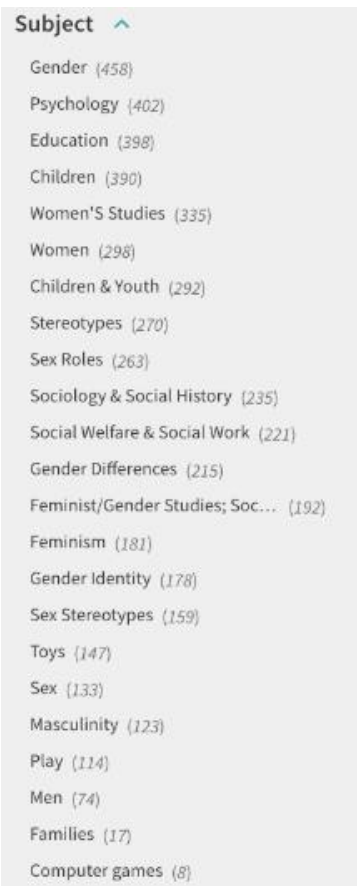 Subject
Gender (458)
Psychology (402)
Education (398)
Children (390)
Women'S Studies (335)
Women (298)
Children & Youth (292)
Stereotypes (270)
Sex Roles (263)
Sociology & Social History (235)
Social Welfare & Social Work (221)
Gender Differences (215)
Feminist/Gender Studies; Soc... (192)
Feminism (181)
Gender Identity (178)
Sex Stereotypes (159)
Toys (147)
Sex (133)
Masculinity (123)
Play (114)
Men (74)
Families (17)
Computer games (8)